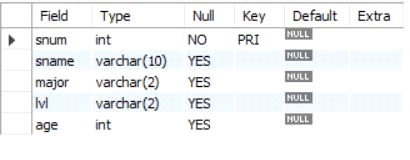 Field Type Null Key Default Extra
snum int NO PRI NULL
sname varchar(10) YES NULL
major varchar(2) YES NULL
lvl varchar(2) YES NULL
age int YES NULL